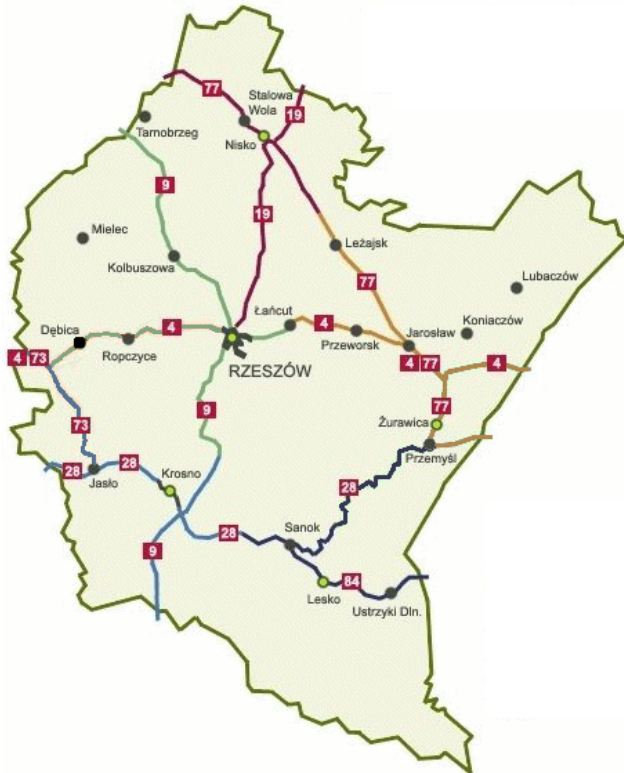 77
Stalowa
Wola
19
Tarnobrzeg
Nisko
9
19
Mielec
Leżajsk
Kolbuszowa
77
Lubaczów
Łańcut
Koniaczów
Dębica
4
4
Przeworsk
Jarosław
4 73
Ropczyce
RZESZÓW
4 77
4
77
9
73
Żurawica
Przemyśl
28
28
Krosno
Jasło
28
28
Sanok
9
84
Lesko
Ustrzyki Dln.